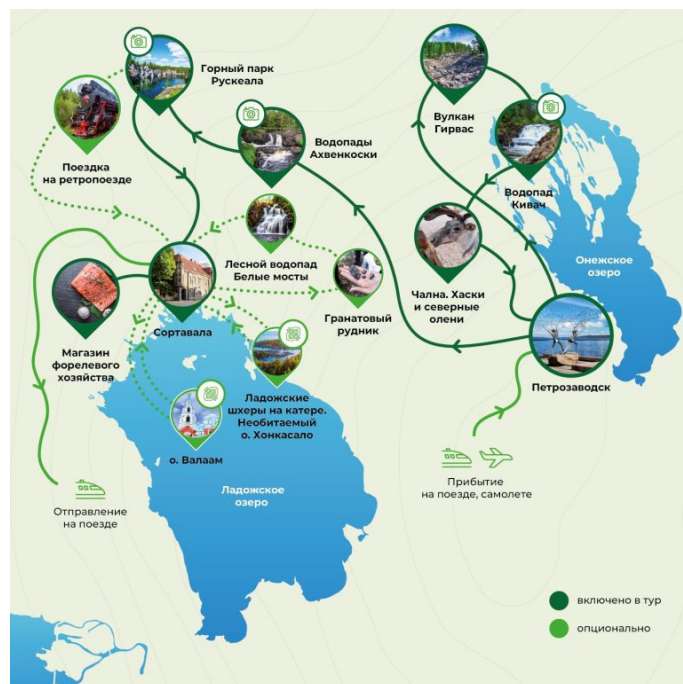 Горный парк
Рускеала
Вулкан
Гирвас
Водопады
Ахвенкоски
Поездка
на ретропоезде
Водопад
Кивач
Лесной водопад
Белые мосты
Онежское
озеро
Чална. Хаски
и северные
олени
Гранатовый
рудник
Сортавала
Магазин
форелевого
хозяйства
Петрозаводск
Ладожские
шхеры на катере.
Необитаемый
о. Хонкасало
о. Валаам
Прибытие
на поезде, самолете
Ладожское
озеро
Отправление
на поезде
включено в тур
опционально